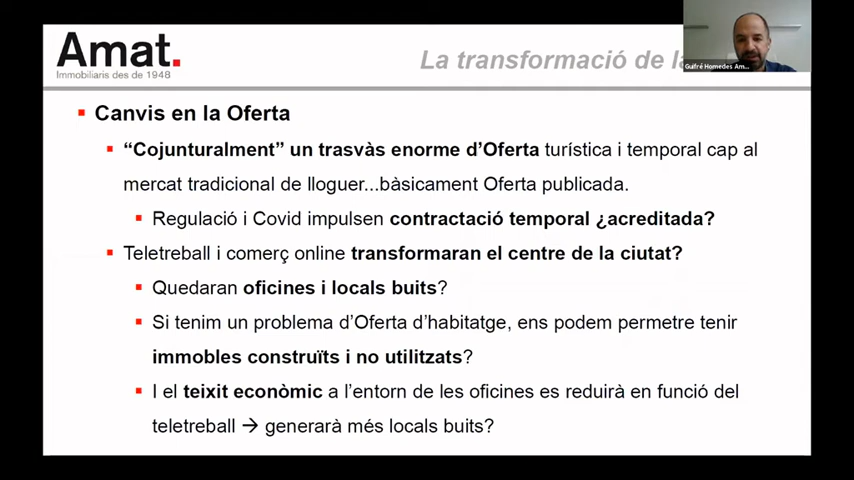 Amat.
Immobiliaris des de 1948
La transformació de la
Guifré Homedes Am...
Canvis en la Oferta
“Cojunturalment” un trasvàs enorme d’Oferta turística i temporal cap al
mercat tradicional de lloguer...bàsicament Oferta publicada.
Regulació i Covid impulsen contractació temporal ¿acreditada?
Teletreball i comerç online transformaran el centre de la ciutat?
Quedaran oficines i locals buits?
Si tenim un problema d’Oferta d’habitatge, ens podem permetre tenir
immobles construïts i no utilitzats?
I el teixit econòmic a l’entorn de les oficines es reduirà en funció del
teletreball → generarà més locals buits?